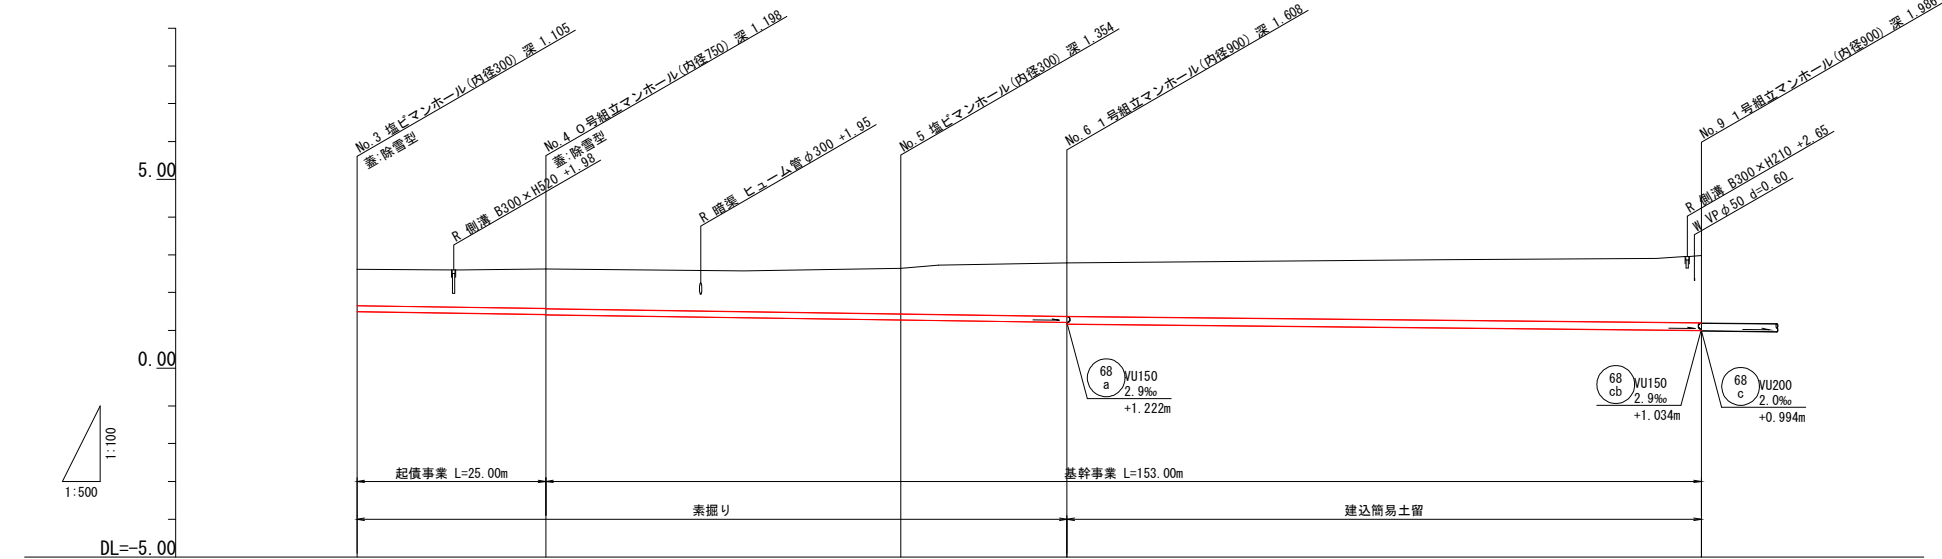 No.3 塩ビマンホール(内径300) 深 1.105
蓋:除雪型
No.4 0号組立マンホール(内径750) 深 1.198
蓋:除雪型
R 側溝 B300×H520 +1.98
R 暗渠 ヒューム管φ300 +1.95
No.5 塩ビマンホール(内径300) 深 1.354
No.6 1号組立マンホール(内径900) 深 1.608
No.9 1号組立マンホール(内径900) 深 1.986
R 側溝 B300×H210 +2.65
W VPφ50 d=0.60
5.00
0.00
DL=-5.00
1:100
1:500
68
a
VU150
2.9‰
+1.222m
68
cb
VU150
2.9‰
+1.034m
68
c
VU200
2.0‰
+0.994m
起債事業 L=25.00m
基幹事業 L=153.00m
素掘り
建込簡易土留